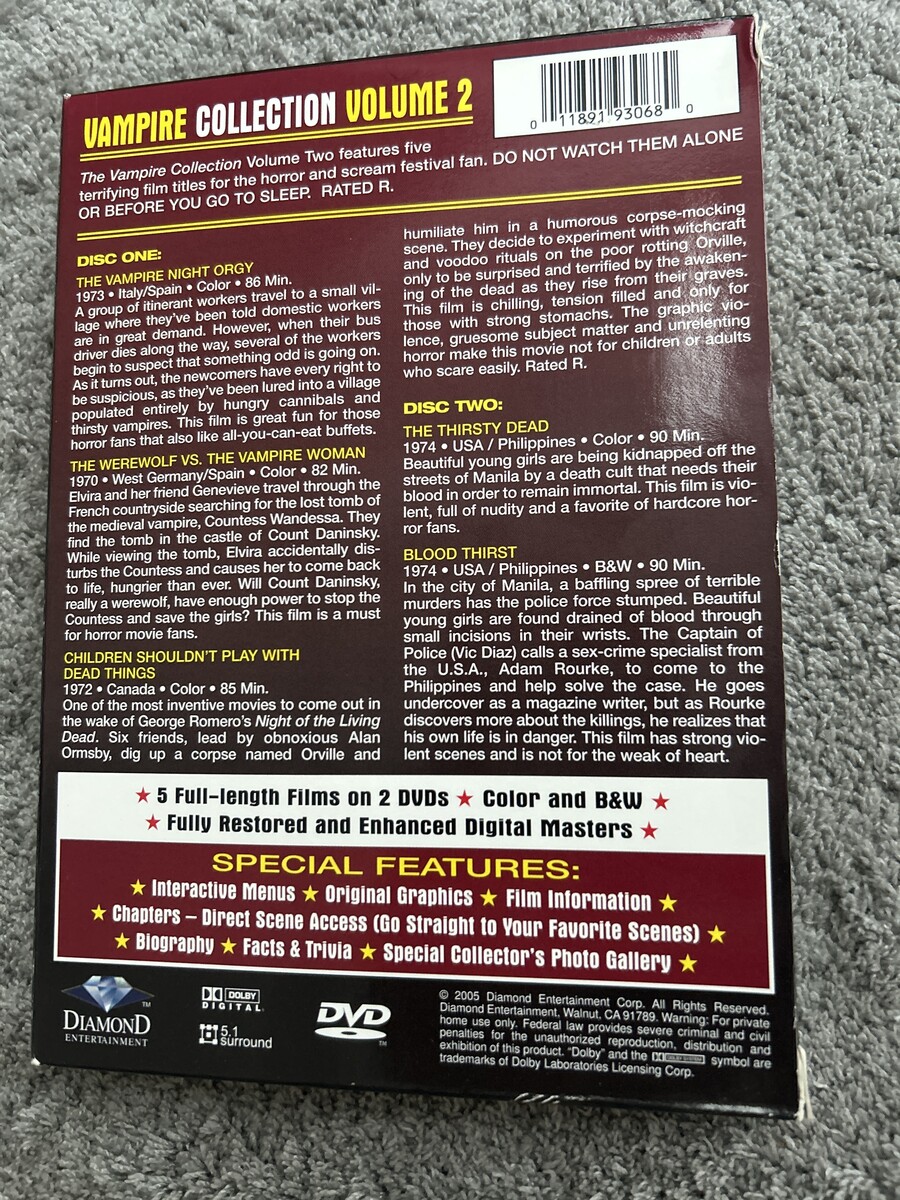 VAMPIRE COLLECTION VOLUME 2
0 11891 93068 0
The Vampire Collection Volume Two features five
terrifying film titles for the horror and scream festival fan. DO NOT WATCH THEM ALONE
OR BEFORE YOU GO TO SLEEP. RATED R.
DISC ONE:
THE VAMPIRE NIGHT ORGY
1973 • Italy/Spain • Color • 86 Min.
A group of itinerant workers travel to a small vil-
lage where they've been told domestic workers
are in great demand. However, when their bus
driver dies along the way, several of the workers
begin to suspect that something odd is going on.
As it turns out, the newcomers have every right to
be suspicious, as they've been lured into a village
populated entirely by hungry cannibals and
thirsty vampires. This film is great fun for those
horror fans that also like all-you-can-eat buffets.
THE WEREWOLF VS. THE VAMPIRE WOMAN
1970 • West Germany/Spain • Color • 82 Min.
Elvira and her friend Genevieve travel through the
French countryside searching for the lost tomb of
the medieval vampire, Countess Wandessa. They
find the tomb in the castle of Count Daninsky.
While viewing the tomb, Elvira accidentally dis-
turbs the Countess and causes her to come back
to life, hungrier than ever. Will Count Daninsky,
really a werewolf, have enough power to stop the
Countess and save the girls? This film is a must
for horror movie fans.
CHILDREN SHOULDN'T PLAY WITH
DEAD THINGS
1972 • Canada • Color • 85 Min.
One of the most inventive movies to come out in
the wake of George Romero's Night of the Living
Dead. Six friends, lead by obnoxious Alan
Ormsby, dig up a corpse named Orville and
humiliate him in a humorous corpse-mocking
scene. They decide to experiment with witchcraft
and voodoo rituals on the poor rotting Orville,
only to be surprised and terrified by the awaken-
ing of the dead as they rise from their graves.
This film is chilling, tension filled and only for
those with strong stomachs. The graphic vio-
lence, gruesome subject matter and unrelenting
horror make this movie not for children or adults
who scare easily. Rated R.
DISC TWO:
THE THIRSTY DEAD
1974 • USA / Philippines • Color • 90 Min.
Beautiful young girls are being kidnapped off the
streets of Manila by a death cult that needs their
blood in order to remain immortal. This film is vio-
lent, full of nudity and a favorite of hardcore hor-
ror fans.
BLOOD THIRST
1974 • USA / Philippines • B&W • 90 Min.
In the city of Manila, a baffling spree of terrible
murders has the police force stumped. Beautiful
young girls are found drained of blood through
small incisions in their wrists. The Captain of
Police (Vic Diaz) calls a sex-crime specialist from
the U.S.A., Adam Rourke, to come to the
Philippines and help solve the case. He goes
undercover as a magazine writer, but as Rourke
discovers more about the killings, he realizes that
his own life is in danger. This film has strong vio-
lent scenes and is not for the weak of heart.
★ 5 Full-length Films on 2 DVDs ★ Color and B&W ★
★ Fully Restored and Enhanced Digital Masters ★
SPECIAL FEATURES:
★ Interactive Menus ★ Original Graphics ★ Film Information ★
★ Chapters – Direct Scene Access (Go Straight to Your Favorite Scenes) ★
★ Biography ★ Facts & Trivia ★ Special Collector's Photo Gallery ★
DIAMOND™
ENTERTAINMENT
DOLBY
DIGITAL
5.1
surround
DVD™
© 2005 Diamond Entertainment Corp. All Rights Reserved.
Diamond Entertainment, Walnut, CA 91789. Warning: For private
home use only. Federal law provides severe criminal and civil
penalties for the unauthorized reproduction, distribution and
exhibition of this product. "Dolby" and the symbol are
trademarks of Dolby Laboratories Licensing Corp.